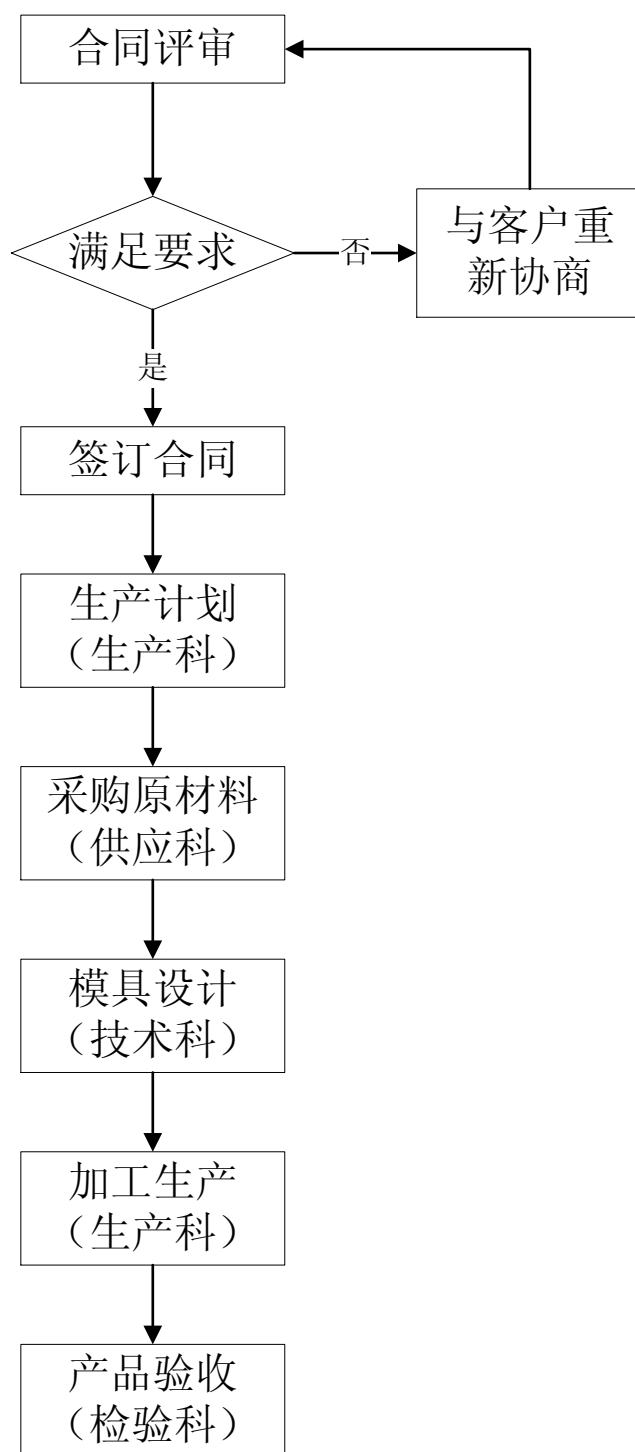 合同评审
满足要求
否
与客户重
新协商
是
签订合同
生产计划
（生产科）
采购原材料
（供应科）
模具设计
（技术科）
加工生产
（生产科）
产品验收
（检验科）